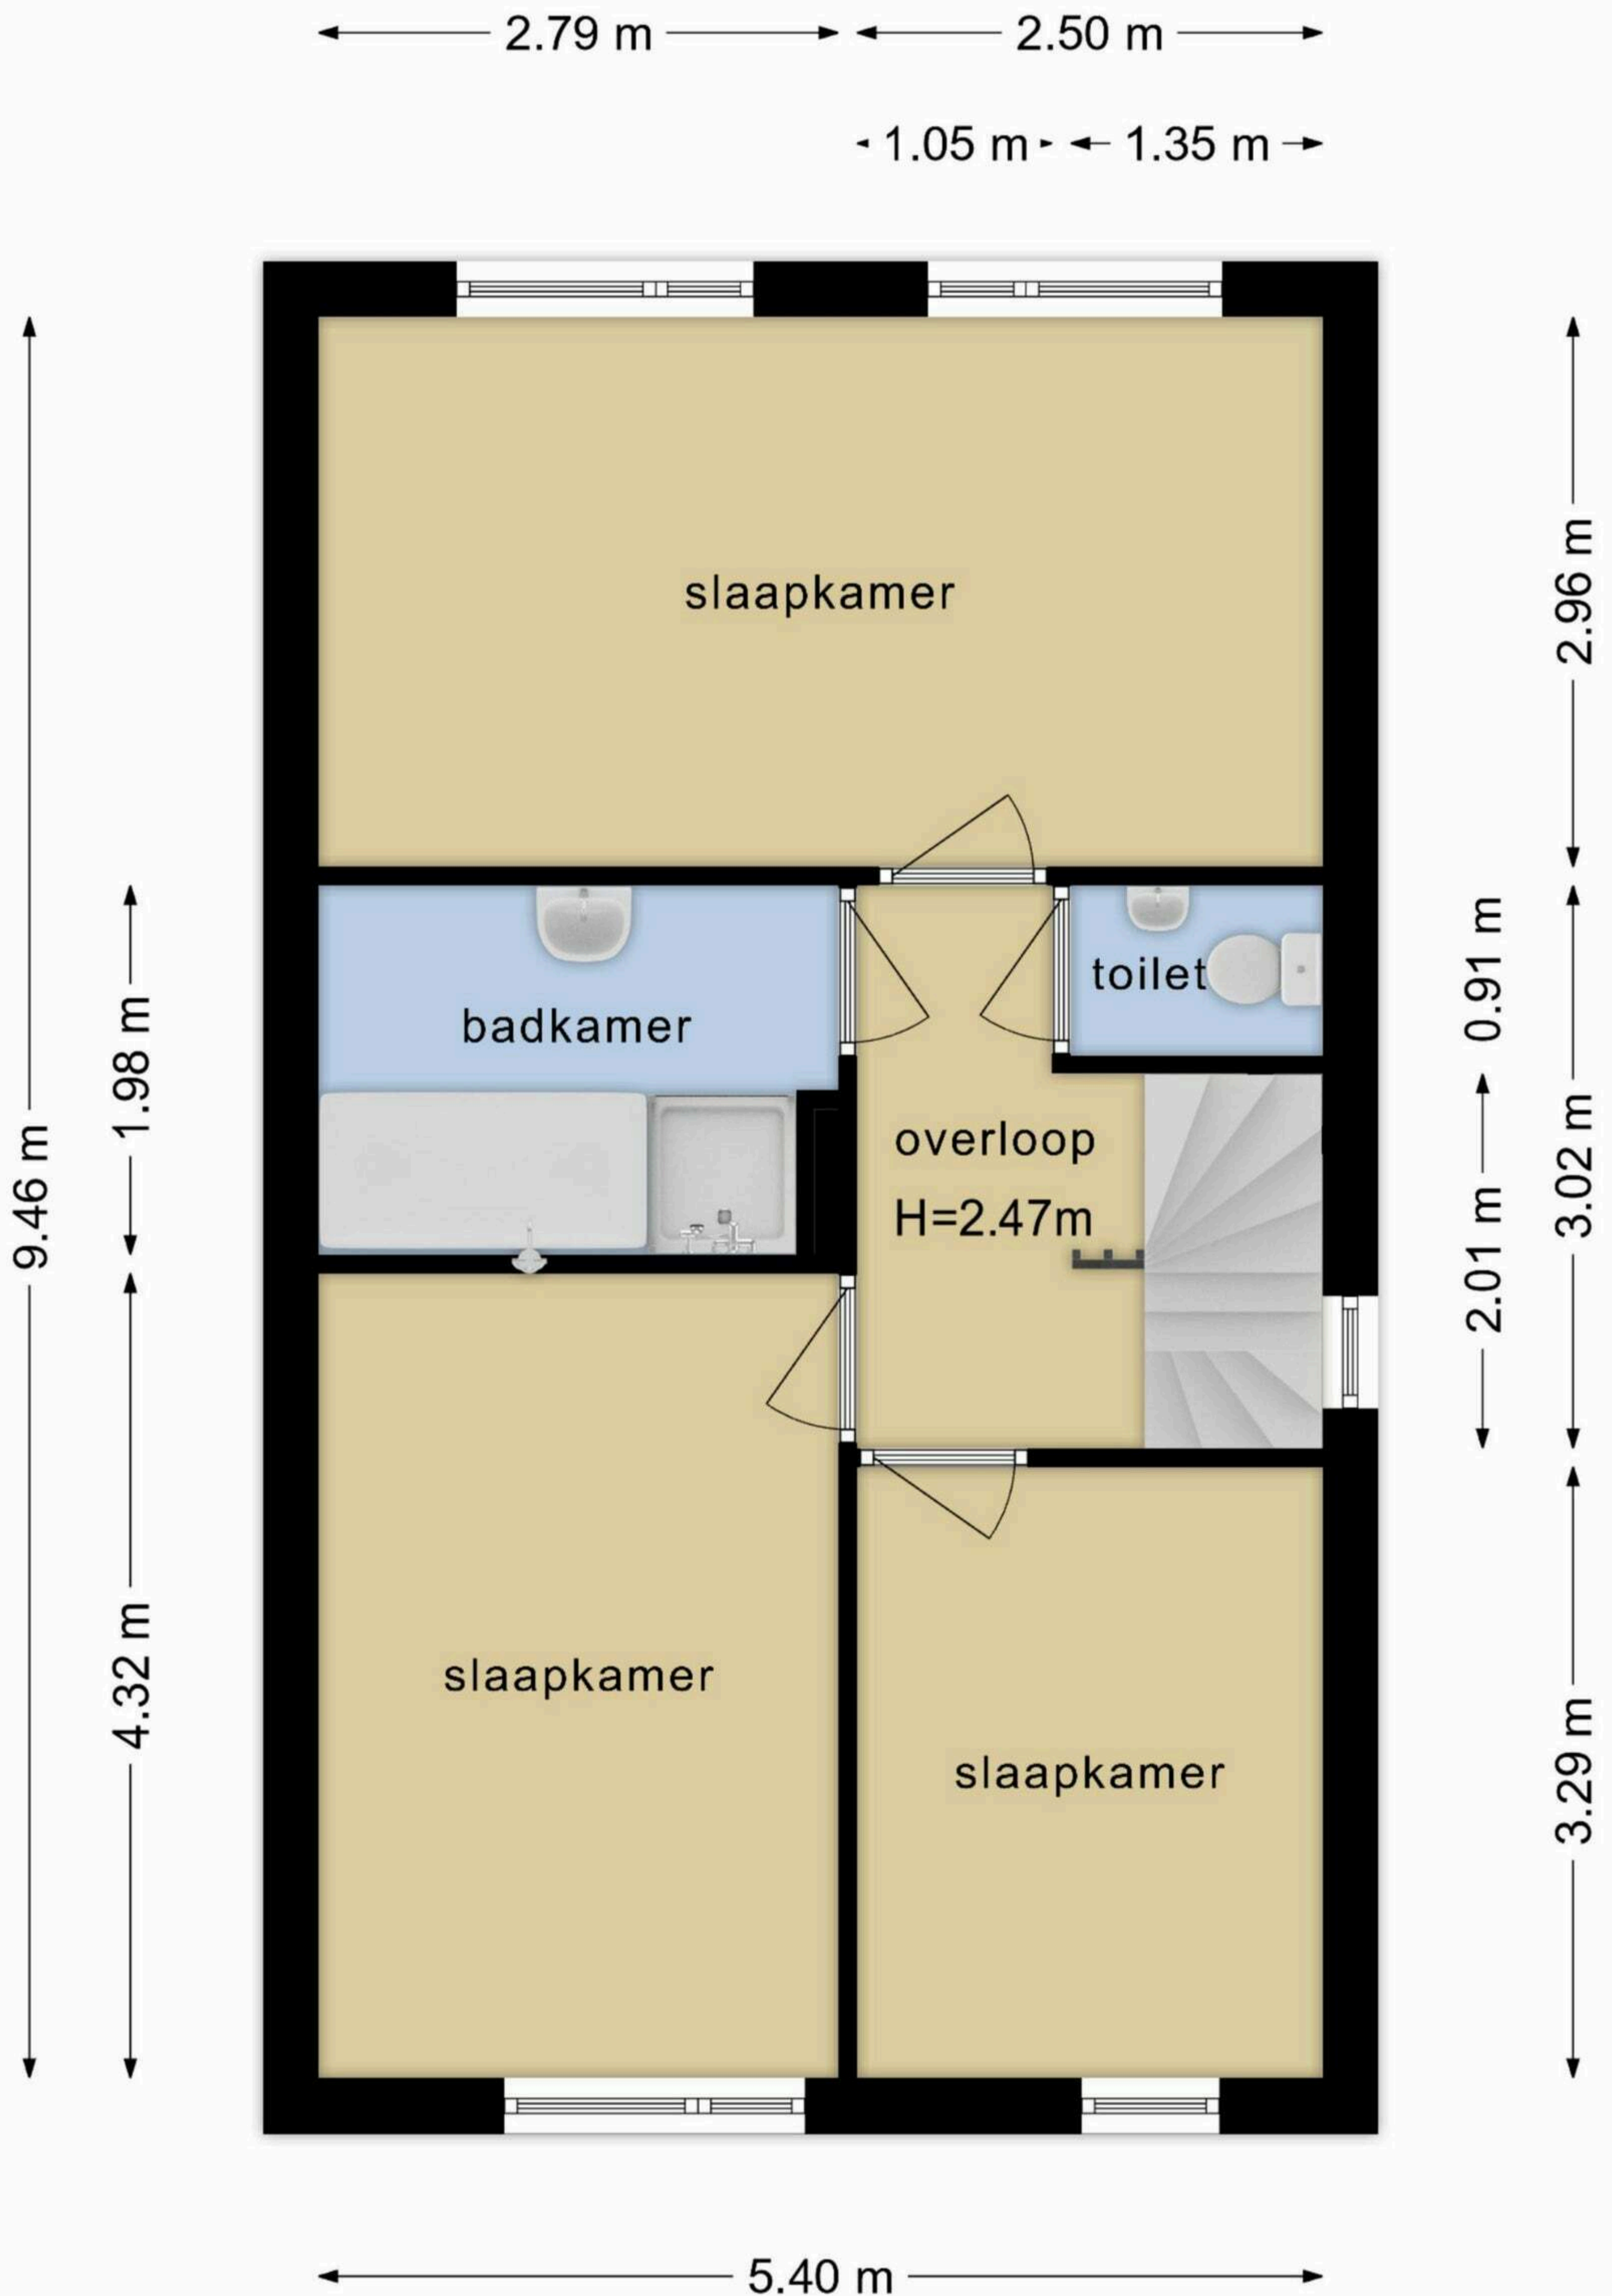 2.79 m
2.50 m
1.05 m
1.35 m
slaapkamer
2.96 m
toilet
0.91 m
badkamer
1.98 m
9.46 m
overloop
H=2.47m
2.01 m
3.02 m
slaapkamer
4.32 m
slaapkamer
3.29 m
5.40 m